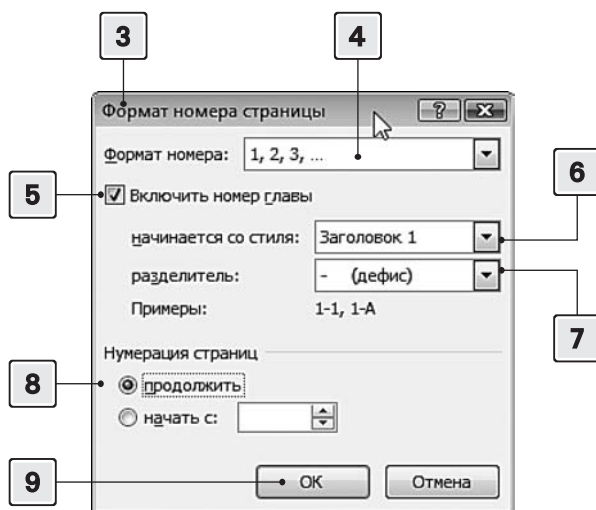 3 4
Формат номера страницы
Формат номера: 1, 2, 3, ...
5 Включить номер главы 6
начинается со стиля: Заголовок 1
разделитель: - (дефис)
Примеры: 1-1, 1-А 7
Нумерация страниц
8 продолжить
начать с:
9 ОК Отмена